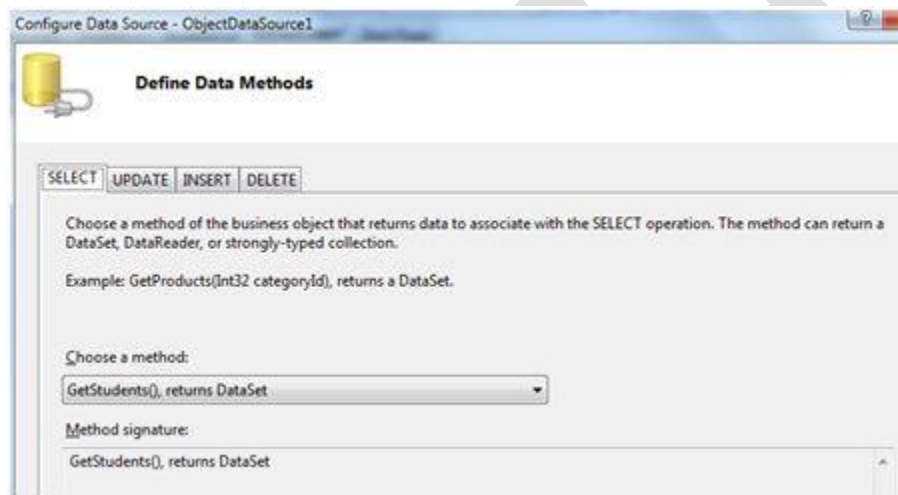 Configure Data Source - ObjectDataSource1
Define Data Methods
SELECT UPDATE INSERT DELETE
Choose a method of the business object that returns data to associate with the SELECT operation. The method can return a
DataSet, DataReader, or strongly-typed collection.
Example: GetProducts(Int32 categoryId), returns a DataSet.
Choose a method:
GetStudents(), returns DataSet
Method signature:
GetStudents(), returns DataSet